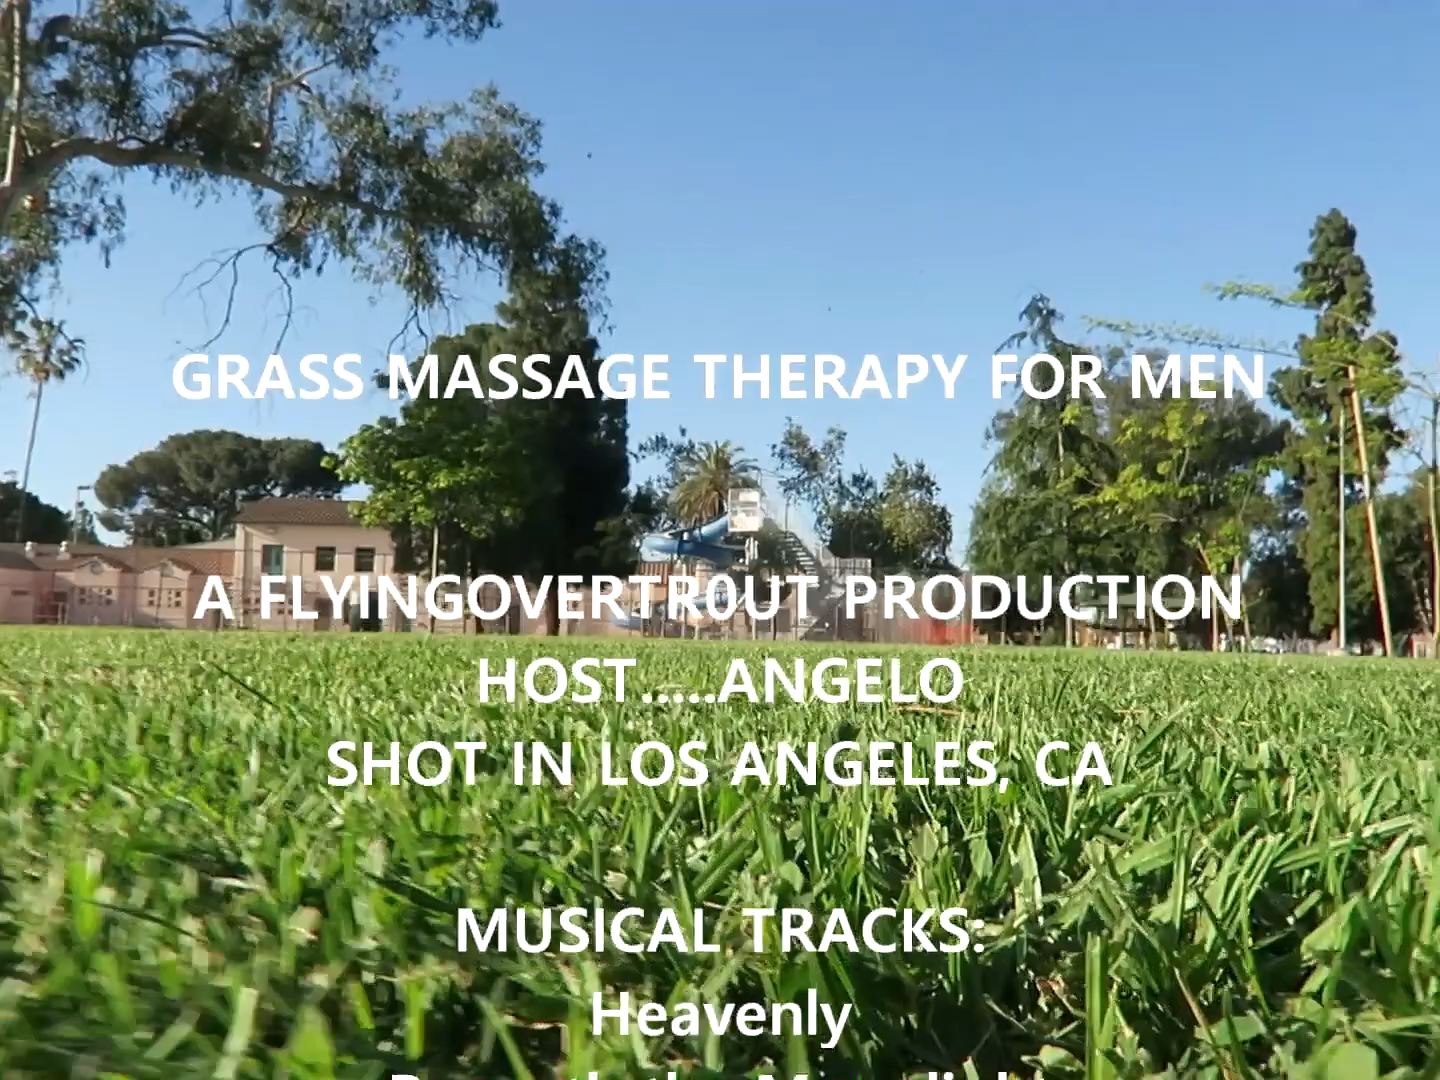 GRASS MASSAGE THERAPY FOR MEN
A FLYINGOVERTR0UT PRODUCTION
HOST.....ANGELO
SHOT IN LOS ANGELES, CA
MUSICAL TRACKS:
Heavenly